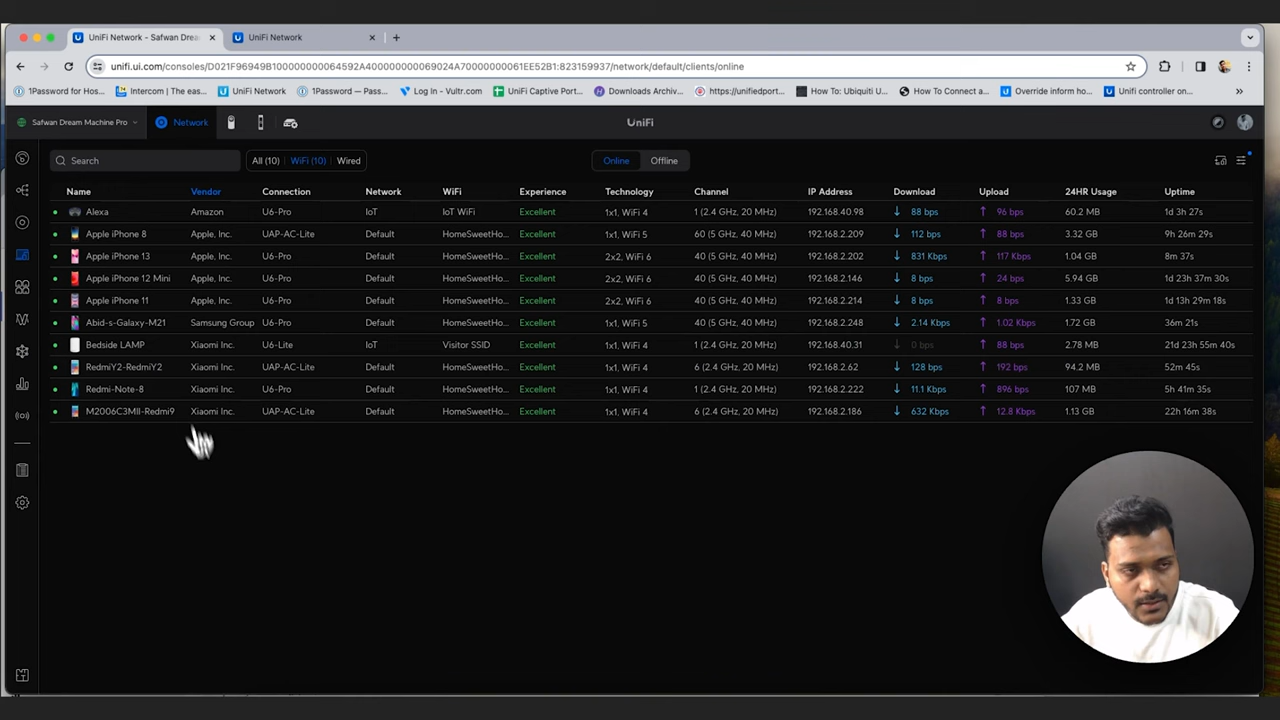 UniFi Network - Safwan Drea
UniFi Network
unifi.ui.com/consoles/D021F96949B10000000064592A400000000069024A70000000061EE52B1:823159937/network/default/clients/online
1Password for Hos... Intercom | The eas... UniFi Network 1Password — Pass... Log In - Vultr.com UniFi Captive Port... Downloads Archiv... https://unifiedport... How To: Ubiquiti U... How To Connect a... Override inform ho... Unifi controller on... »
Safwan Dream Machine Pro Network UniFi
Search All (10) WiFi (10) Wired Online Offline
Name Vendor Connection Network WiFi Experience Technology Channel IP Address Download Upload 24HR Usage Uptime
Alexa Amazon U6-Pro IoT IoT WiFi Excellent 1x1, WiFi 4 1 (2.4 GHz, 20 MHz) 192.168.40.98 ↓ 88 bps ↑ 96 bps 60.2 MB 1d 3h 27s
Apple iPhone 8 Apple, Inc. UAP-AC-Lite Default HomeSweetHo... Excellent 1x1, WiFi 5 60 (5 GHz, 40 MHz) 192.168.2.209 ↓ 112 bps ↑ 88 bps 3.32 GB 9h 26m 29s
Apple iPhone 13 Apple, Inc. U6-Pro Default HomeSweetHo... Excellent 2x2, WiFi 6 40 (5 GHz, 40 MHz) 192.168.2.202 ↓ 831 Kbps ↑ 117 Kbps 1.04 GB 8m 37s
Apple iPhone 12 Mini Apple, Inc. U6-Pro Default HomeSweetHo... Excellent 2x2, WiFi 6 40 (5 GHz, 40 MHz) 192.168.2.146 ↓ 8 bps ↑ 24 bps 5.94 GB 1d 23h 37m 30s
Apple iPhone 11 Apple, Inc. U6-Pro Default HomeSweetHo... Excellent 2x2, WiFi 6 40 (5 GHz, 40 MHz) 192.168.2.214 ↓ 8 bps ↑ 8 bps 1.33 GB 1d 13h 29m 18s
Abid-s-Galaxy-M21 Samsung Group U6-Pro Default HomeSweetHo... Excellent 1x1, WiFi 5 40 (5 GHz, 40 MHz) 192.168.2.248 ↓ 2.14 Kbps ↑ 1.02 Kbps 1.72 GB 36m 21s
Bedside LAMP Xiaomi Inc. U6-Lite IoT Visitor SSID Excellent 1x1, WiFi 4 1 (2.4 GHz, 20 MHz) 192.168.40.31 ↓ 0 bps ↑ 88 bps 2.78 MB 21d 23h 55m 40s
RedmiY2-RedmiY2 Xiaomi Inc. UAP-AC-Lite Default HomeSweetHo... Excellent 1x1, WiFi 4 6 (2.4 GHz, 20 MHz) 192.168.2.62 ↓ 128 bps ↑ 192 bps 94.2 MB 52m 45s
Redmi-Note-8 Xiaomi Inc. U6-Pro Default HomeSweetHo... Excellent 1x1, WiFi 4 1 (2.4 GHz, 20 MHz) 192.168.2.222 ↓ 11.1 Kbps ↑ 896 bps 107 MB 5h 41m 35s
M2006C3MII-Redmi9 Xiaomi Inc. UAP-AC-Lite Default HomeSweetHo... Excellent 1x1, WiFi 4 6 (2.4 GHz, 20 MHz) 192.168.2.186 ↓ 632 Kbps ↑ 12.8 Kbps 1.13 GB 22h 16m 38s